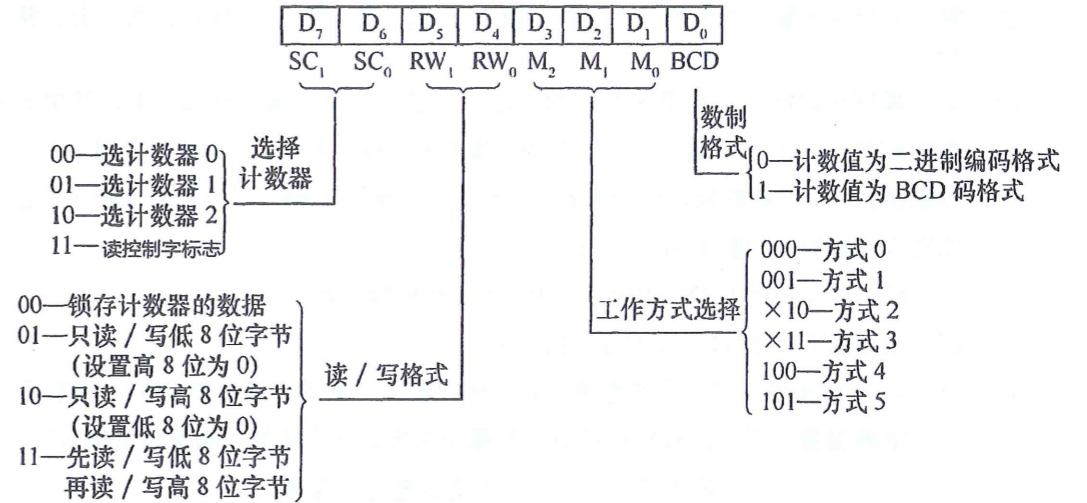 D₇ D₆ D₅ D₄ D₃ D₂ D₁ D₀
SC₁ SC₀ RW₁ RW₀ M₂ M₁ M₀ BCD
选择
计数器
00—选计数器 0
01—选计数器 1
10—选计数器 2
11—读控制字标志
数制
格式
0—计数值为二进制编码格式
1—计数值为 BCD 码格式
读 / 写格式
00—锁存计数器的数据
01—只读 / 写低 8 位字节
(设置高 8 位为 0)
10—只读 / 写高 8 位字节
(设置低 8 位为 0)
11—先读 / 写低 8 位字节
再读 / 写高 8 位字节
工作方式选择
000—方式 0
001—方式 1
×10—方式 2
×11—方式 3
100—方式 4
101—方式 5